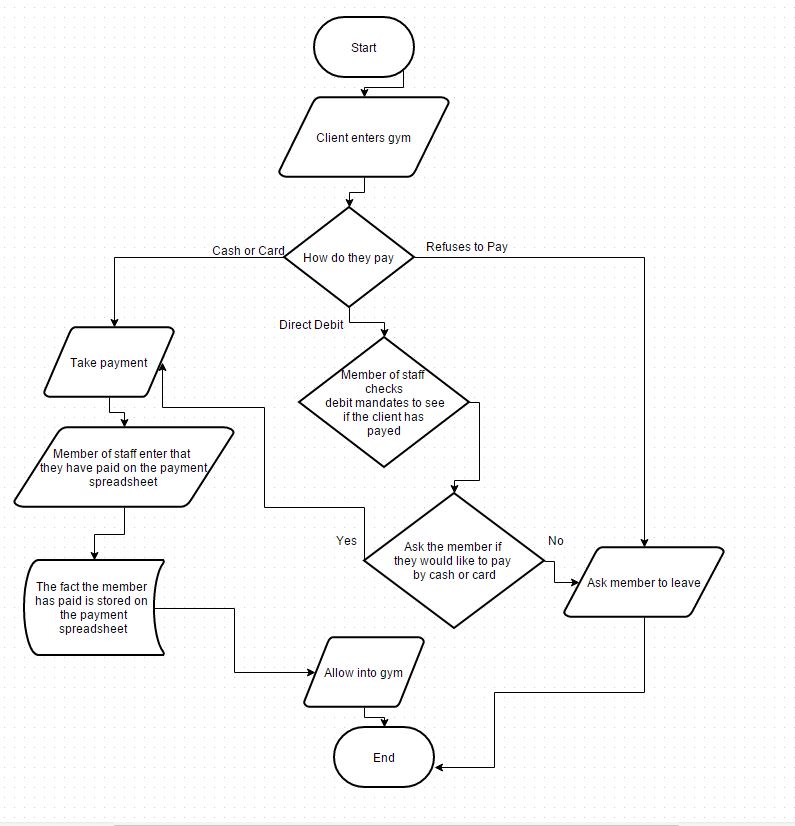 Start
Client enters gym
How do they pay
Cash or Card
Refuses to Pay
Direct Debit
Take payment
Member of staff
checks
debit mandates to see
if the client has
payed
Member of staff enter that
they have paid on the payment
spreadsheet
Yes
Ask the member if
they would like to pay
by cash or card
No
Ask member to leave
The fact the member
has paid is stored on
the payment
spreadsheet
Allow into gym
End